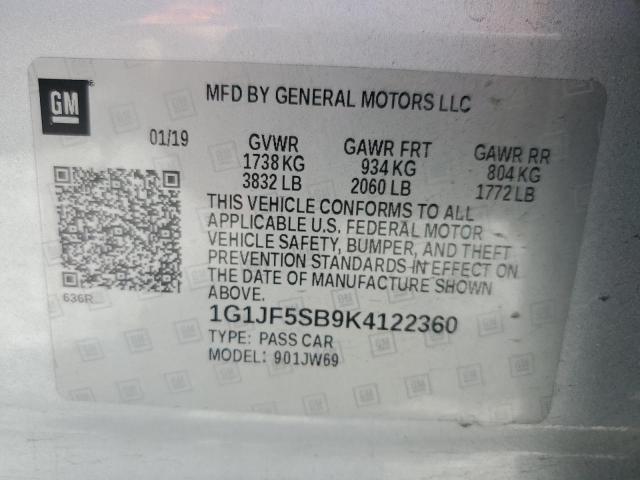 GM
MFD BY GENERAL MOTORS LLC
01/19 GVWR GAWR FRT GAWR RR
1738 KG 934 KG 804 KG
3832 LB 2060 LB 1772 LB
THIS VEHICLE CONFORMS TO ALL
APPLICABLE U.S. FEDERAL MOTOR
VEHICLE SAFETY, BUMPER, AND THEFT
PREVENTION STANDARDS IN EFFECT ON
THE DATE OF MANUFACTURE SHOWN
ABOVE.
636R
1G1JF5SB9K4122360
TYPE: PASS CAR
MODEL: 901JW69